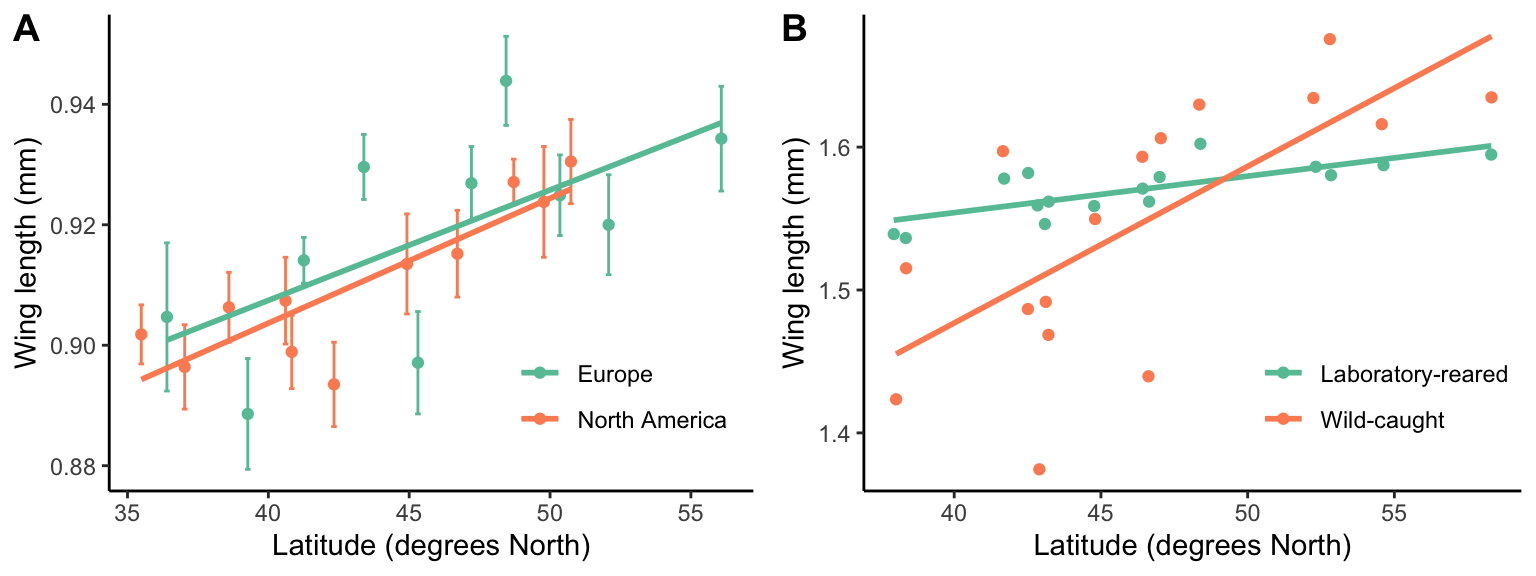 A
Wing length (mm)
0.94
0.92
0.90
0.88
35 40 45 50 55
Latitude (degrees North)
Europe
North America
B
Wing length (mm)
1.6
1.5
1.4
40 45 50 55
Latitude (degrees North)
Laboratory-reared
Wild-caught